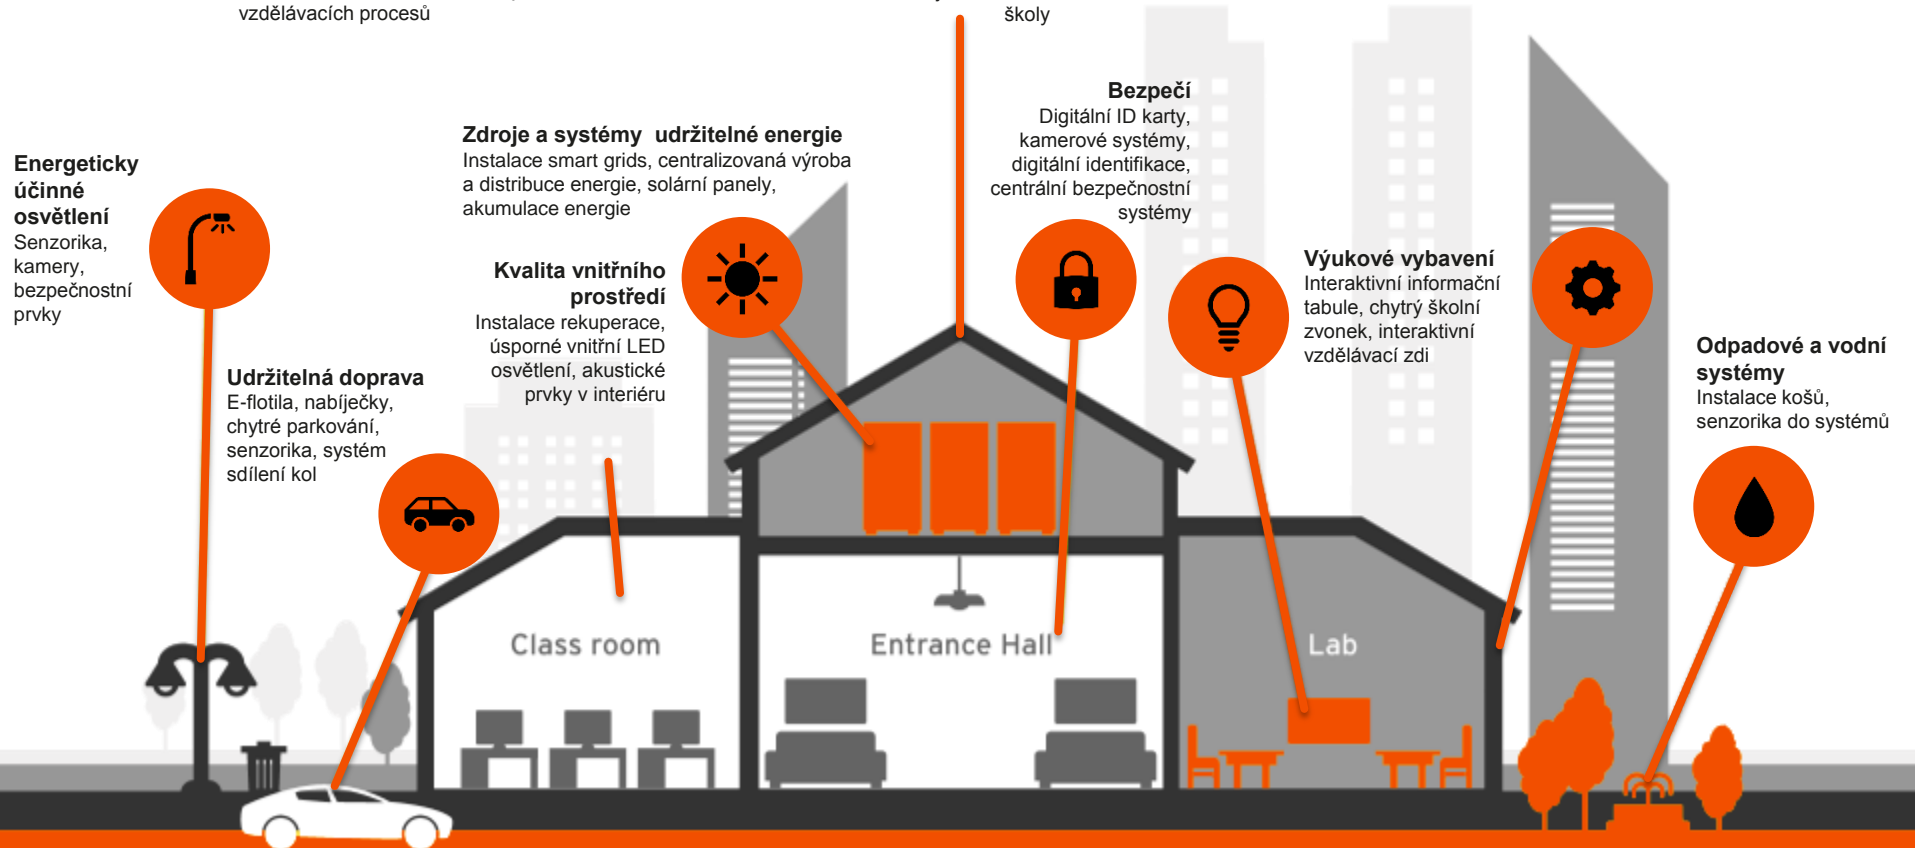 vzdělávacích procesů
školy
Bezpečí
Digitální ID karty,
kamerové systémy,
digitální identifikace,
centrální bezpečnostní
systémy
Zdroje a systémy  udržitelné energie
Instalace smart grids, centralizovaná výroba
a distribuce energie, solární panely,
akumulace energie
Energeticky
účinné
osvětlení
Senzorika,
kamery,
bezpečnostní
prvky
Kvalita vnitřního
prostředí
Instalace rekuperace,
úsporné vnitřní LED
osvětlení, akustické
prvky v interiéru
Výukové vybavení
Interaktivní informační
tabule, chytrý školní
zvonek, interaktivní
vzdělávací zdi
Odpadové a vodní
systémy
Instalace košů,
senzorika do systémů
Udržitelná doprava
E-flotila, nabíječky,
chytré parkování,
senzorika, systém
sdílení kol
Class room
Entrance Hall
Lab